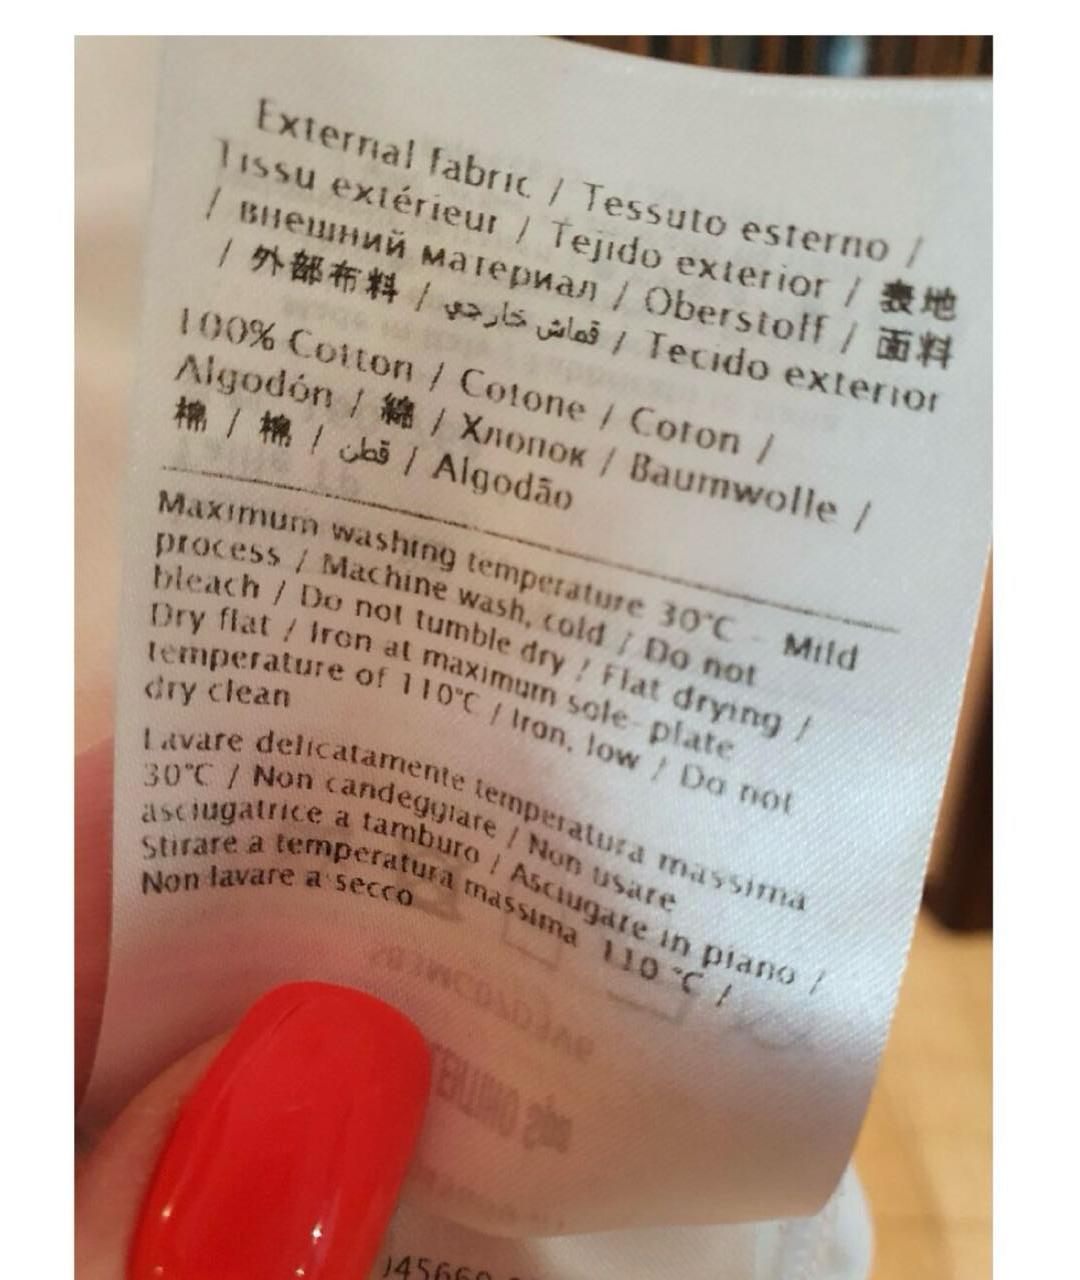 External fabric / Tessuto esterno /
Tissu extérieur / Tejido exterior / 表地
/ внешний материал / Oberstoff / 面料
/ 外部布料 / قماش خارجي / Tecido exterior
100% Cotton / Cotone / Coton /
Algodón / 綿 / Хлопок / Baumwolle /
棉 / 棉 / قطن / Algodão
Maximum washing temperature 30°C - Mild
process / Machine wash, cold / Do not
bleach / Do not tumble dry / Flat drying /
Dry flat / Iron at maximum sole- plate
temperature of 110°C / Iron, low / Do not
dry clean
Lavare delicatamente temperatura massima
30°C / Non candeggiare / Non usare
asciugatrice a tamburo / Asciugare in piano /
Stirare a temperatura massima 110 °C /
Non lavare a secco